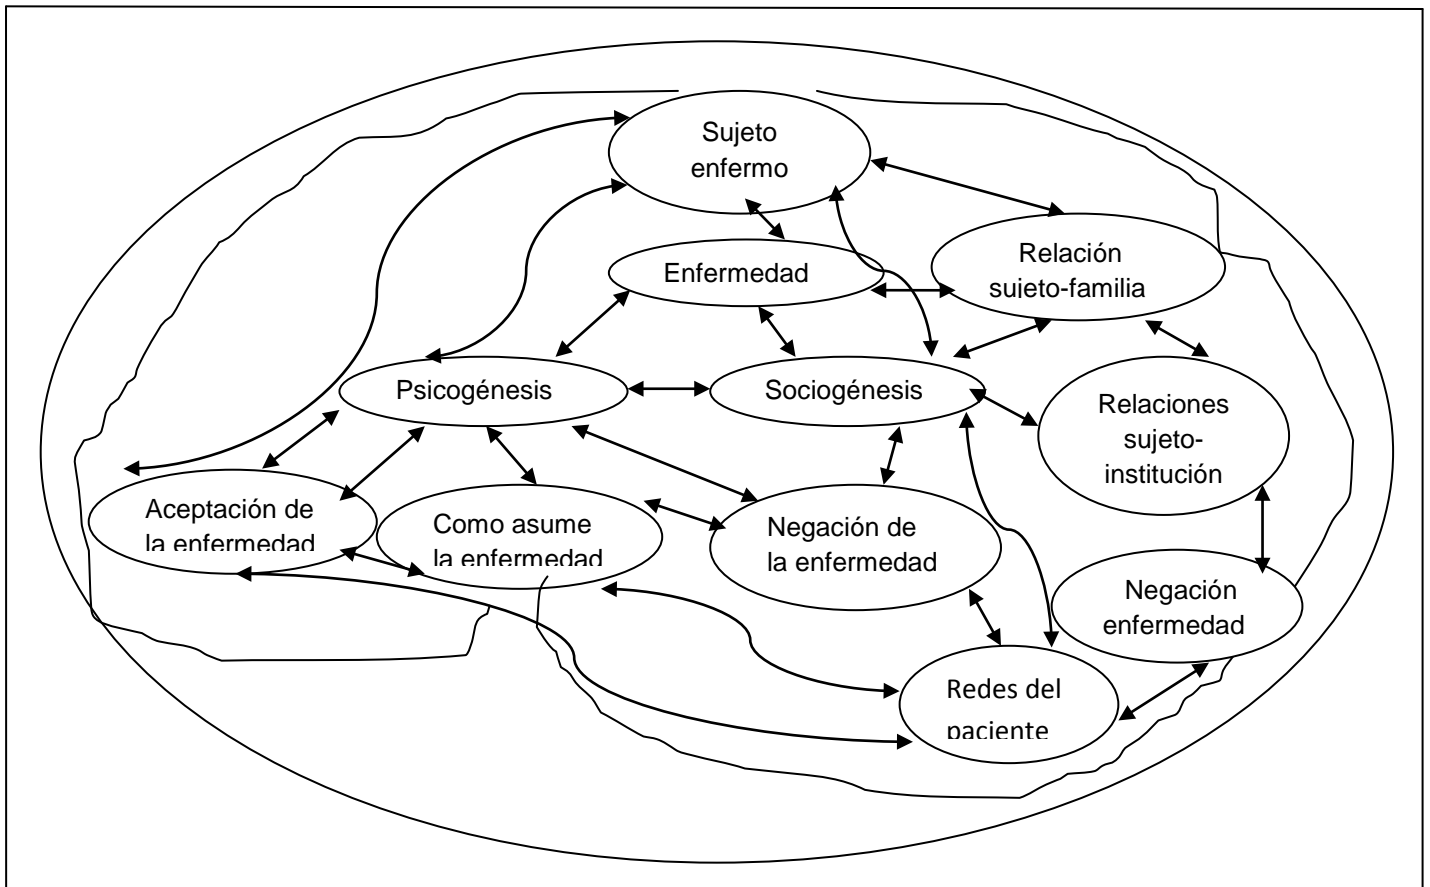 Sujeto
enfermo
Relación
sujeto-familia
Enfermedad
Psicogénesis
Sociogénesis
Relaciones
sujeto-
institución
Aceptación de
la enfermedad
Como asume
la enfermedad
Negación de
la enfermedad
Negación
enfermedad
Redes del
paciente